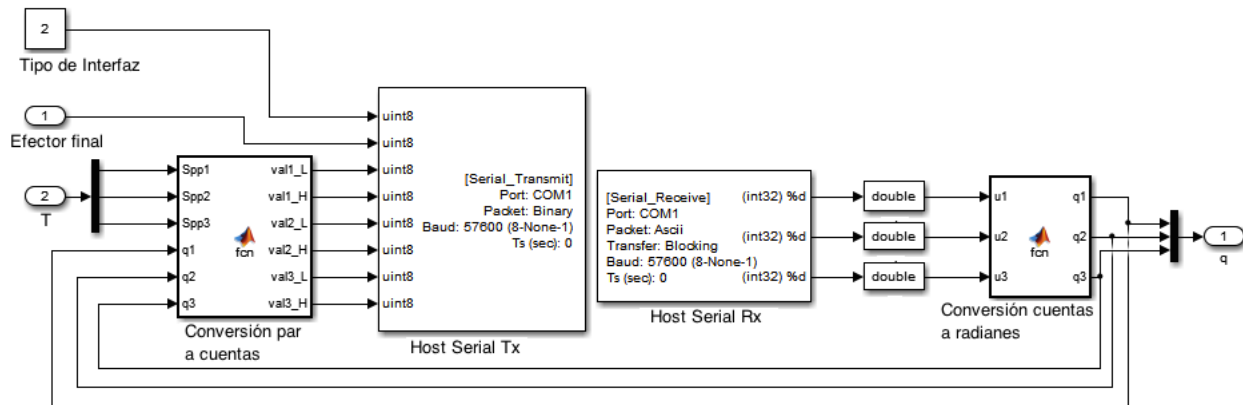 2
Tipo de Interfaz
1
Efector final
2
T
Spp1
Spp2
Spp3
q1
q2
q3
fcn
val1_L
val1_H
val2_L
val2_H
val3_L
val3_H
Conversión par
a cuentas
uint8
uint8
uint8
uint8
uint8
uint8
uint8
uint8
[Serial_Transmit]
Port: COM1
Packet: Binary
Baud: 57600 (8-None-1)
Ts (sec): 0
Host Serial Tx
[Serial_Receive]
Port: COM1
Packet: Ascii
Transfer: Blocking
Baud: 57600 (8-None-1)
Ts (sec): 0
(int32) %d
(int32) %d
(int32) %d
Host Serial Rx
double
double
double
u1
u2
u3
fcn
q1
q2
q3
Conversión cuentas
a radianes
1
q